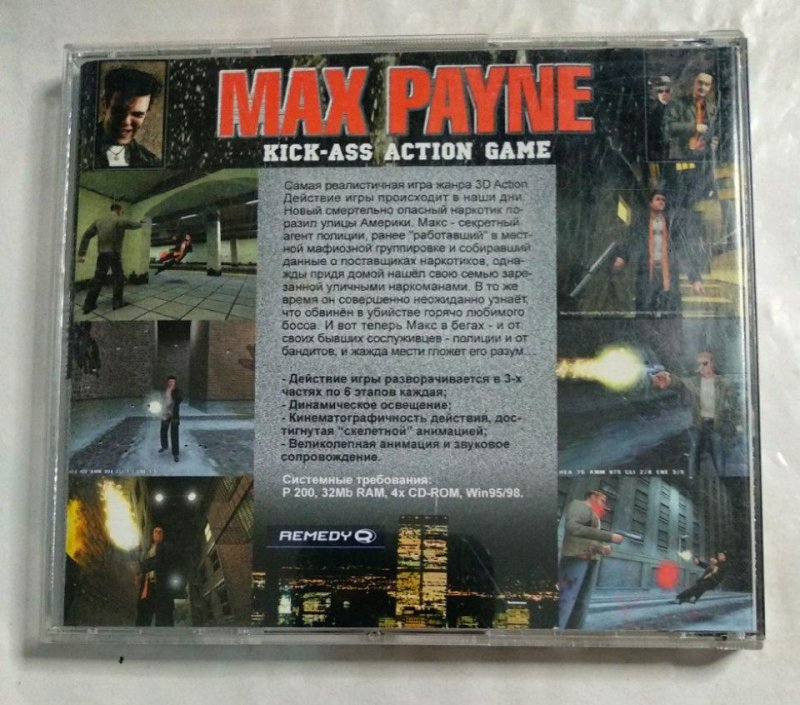 MAX PAYNE
KICK-ASS ACTION GAME
Самая реалистичная игра жанра 3D Action
Действие игры происходит в наши дни.
Новый смертельно опасный наркотик по-
разил улицы Америки. Макс - секретный
агент полиции, ранее "работавший" в мест-
ной мафиозной группировке и собиравший
данные о поставщиках наркотиков, одна-
жды придя домой нашёл свою семью заре-
занной уличными наркоманами. В то же
время он совершенно неожиданно узнаёт,
что обвинён в убийстве горячо любимого
босса. И вот теперь Макс в бегах - и от
своих бывших сослуживцев - полиции и от
бандитов, и жажда мести гложет его разум...
- Действие игры разворачивается в 3-х
частях по 6 этапов каждая;
- Динамическое освещение;
- Кинематографичность действия, дос-
тигнутая "скелетной" анимацией;
- Великолепная анимация и звуковое
сопровождение.
Системные требования:
P 200, 32Mb RAM, 4x CD-ROM, Win95/98.
REMEDY